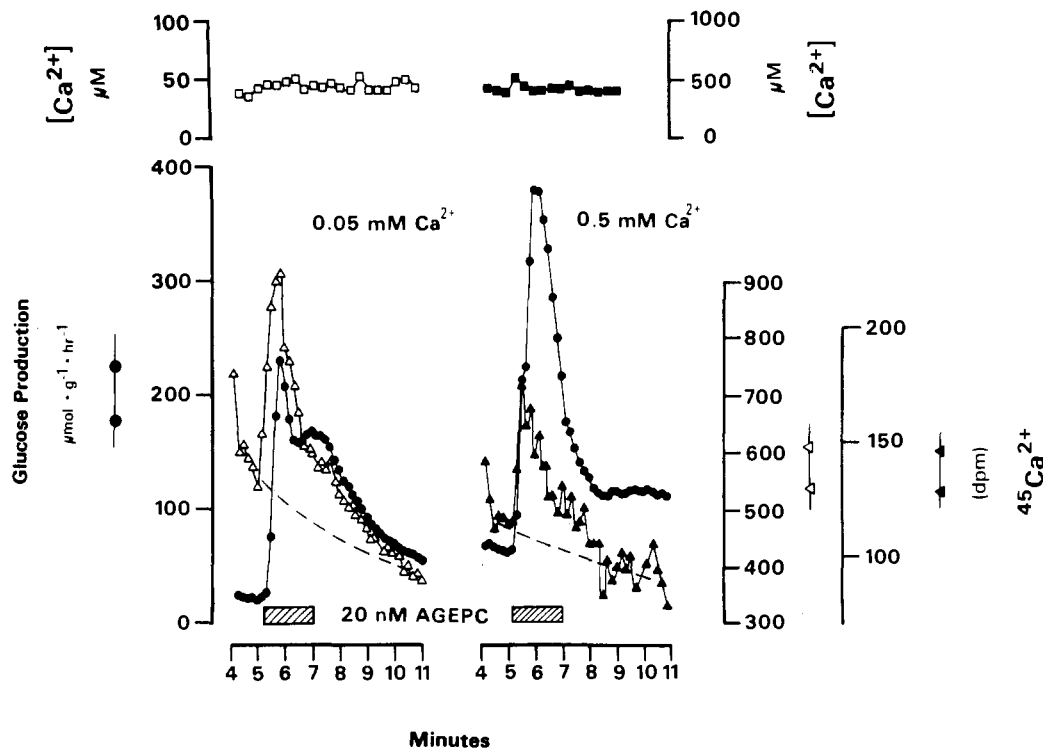 100
50
0
[Ca²⁺]
μM
1000
500
0
μM
[Ca²⁺]
400
300
200
100
0
Glucose Production
μmol · g⁻¹ · hr⁻¹
0.05 mM Ca²⁺
0.5 mM Ca²⁺
900
800
700
600
500
400
300
200
150
100
(dpm)
⁴⁵Ca²⁺
20 nM AGEPC
4 5 6 7 8 9 10 11
4 5 6 7 8 9 10 11
Minutes